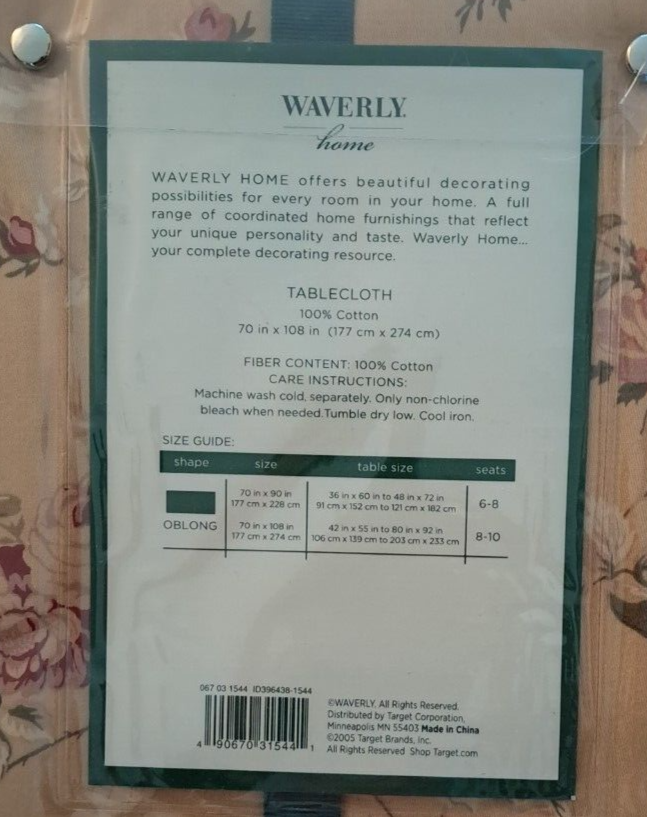 WAVERLY
home
WAVERLY HOME offers beautiful decorating
possibilities for every room in your home. A full
range of coordinated home furnishings that reflect
your unique personality and taste. Waverly Home...
your complete decorating resource.
TABLECLOTH
100% Cotton
70 in x 108 in (177 cm x 274 cm)
FIBER CONTENT: 100% Cotton
CARE INSTRUCTIONS:
Machine wash cold, separately. Only non-chlorine
bleach when needed.Tumble dry low. Cool iron.
SIZE GUIDE:
shape size table size seats
70 in x 90 in 36 in x 60 in to 48 in x 72 in
177 cm x 228 cm 91 cm x 152 cm to 121 cm x 182 cm 6-8
OBLONG 70 in x 108 in 42 in x 55 in to 80 in x 92 in
177 cm x 274 cm 106 cm x 139 cm to 203 cm x 233 cm 8-10
067 03 1544 ID396438-1544
4 90670 31544 1
©WAVERLY, All Rights Reserved.
Distributed by Target Corporation,
Minneapolis MN 55403 Made in China
©2005 Target Brands, Inc.
All Rights Reserved Shop Target.com